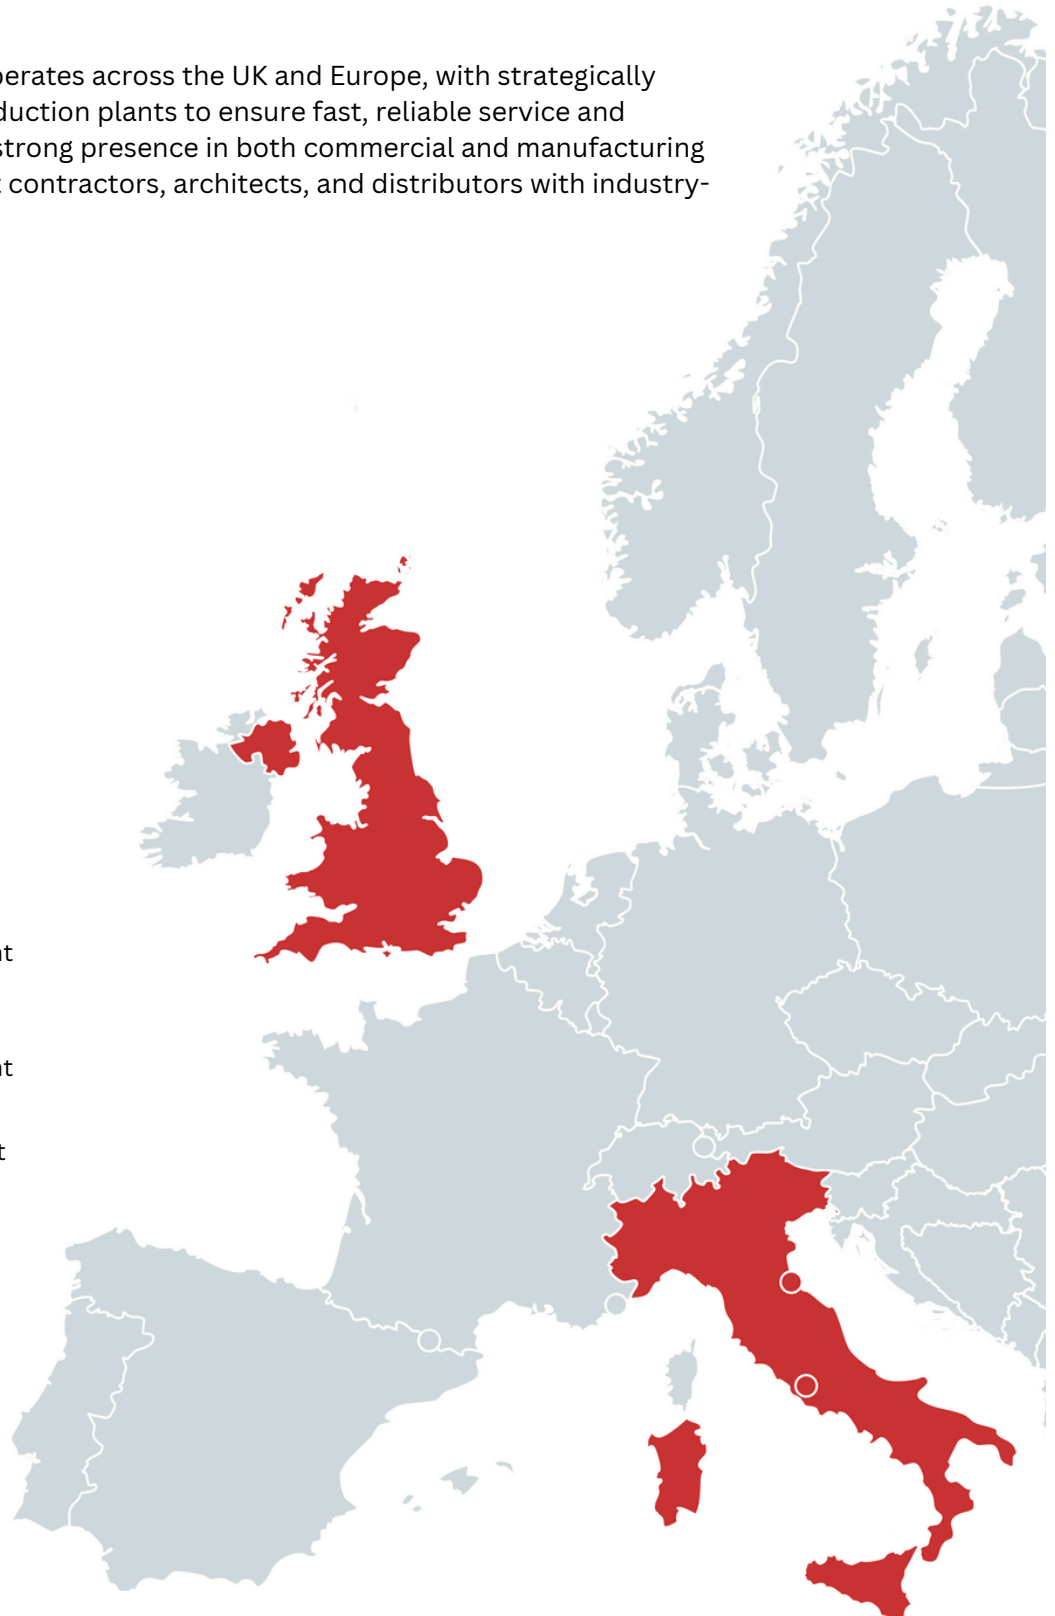 perates across the UK and Europe, with strategically
duction plants to ensure fast, reliable service and
strong presence in both commercial and manufacturing
contractors, architects, and distributors with industry-